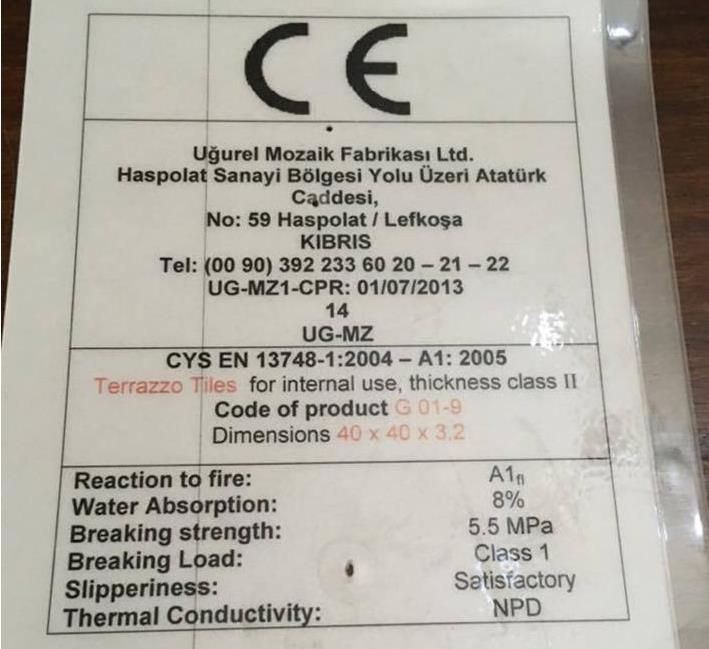 CE
Uğurel Mozaik Fabrikası Ltd.
Haspolat Sanayi Bölgesi Yolu Üzeri Atatürk
Caddesi,
No: 59 Haspolat / Lefkoşa
KIBRIS
Tel: (00 90) 392 233 60 20 – 21 – 22
UG-MZ1-CPR: 01/07/2013
14
UG-MZ
CYS EN 13748-1:2004 – A1: 2005
Terrazzo Tiles for internal use, thickness class II
Code of product G 01-9
Dimensions 40 x 40 x 3,2
Reaction to fire: A1fl
Water Absorption: 8%
Breaking strength: 5.5 MPa
Breaking Load: Class 1
Slipperiness: Satisfactory
Thermal Conductivity: NPD